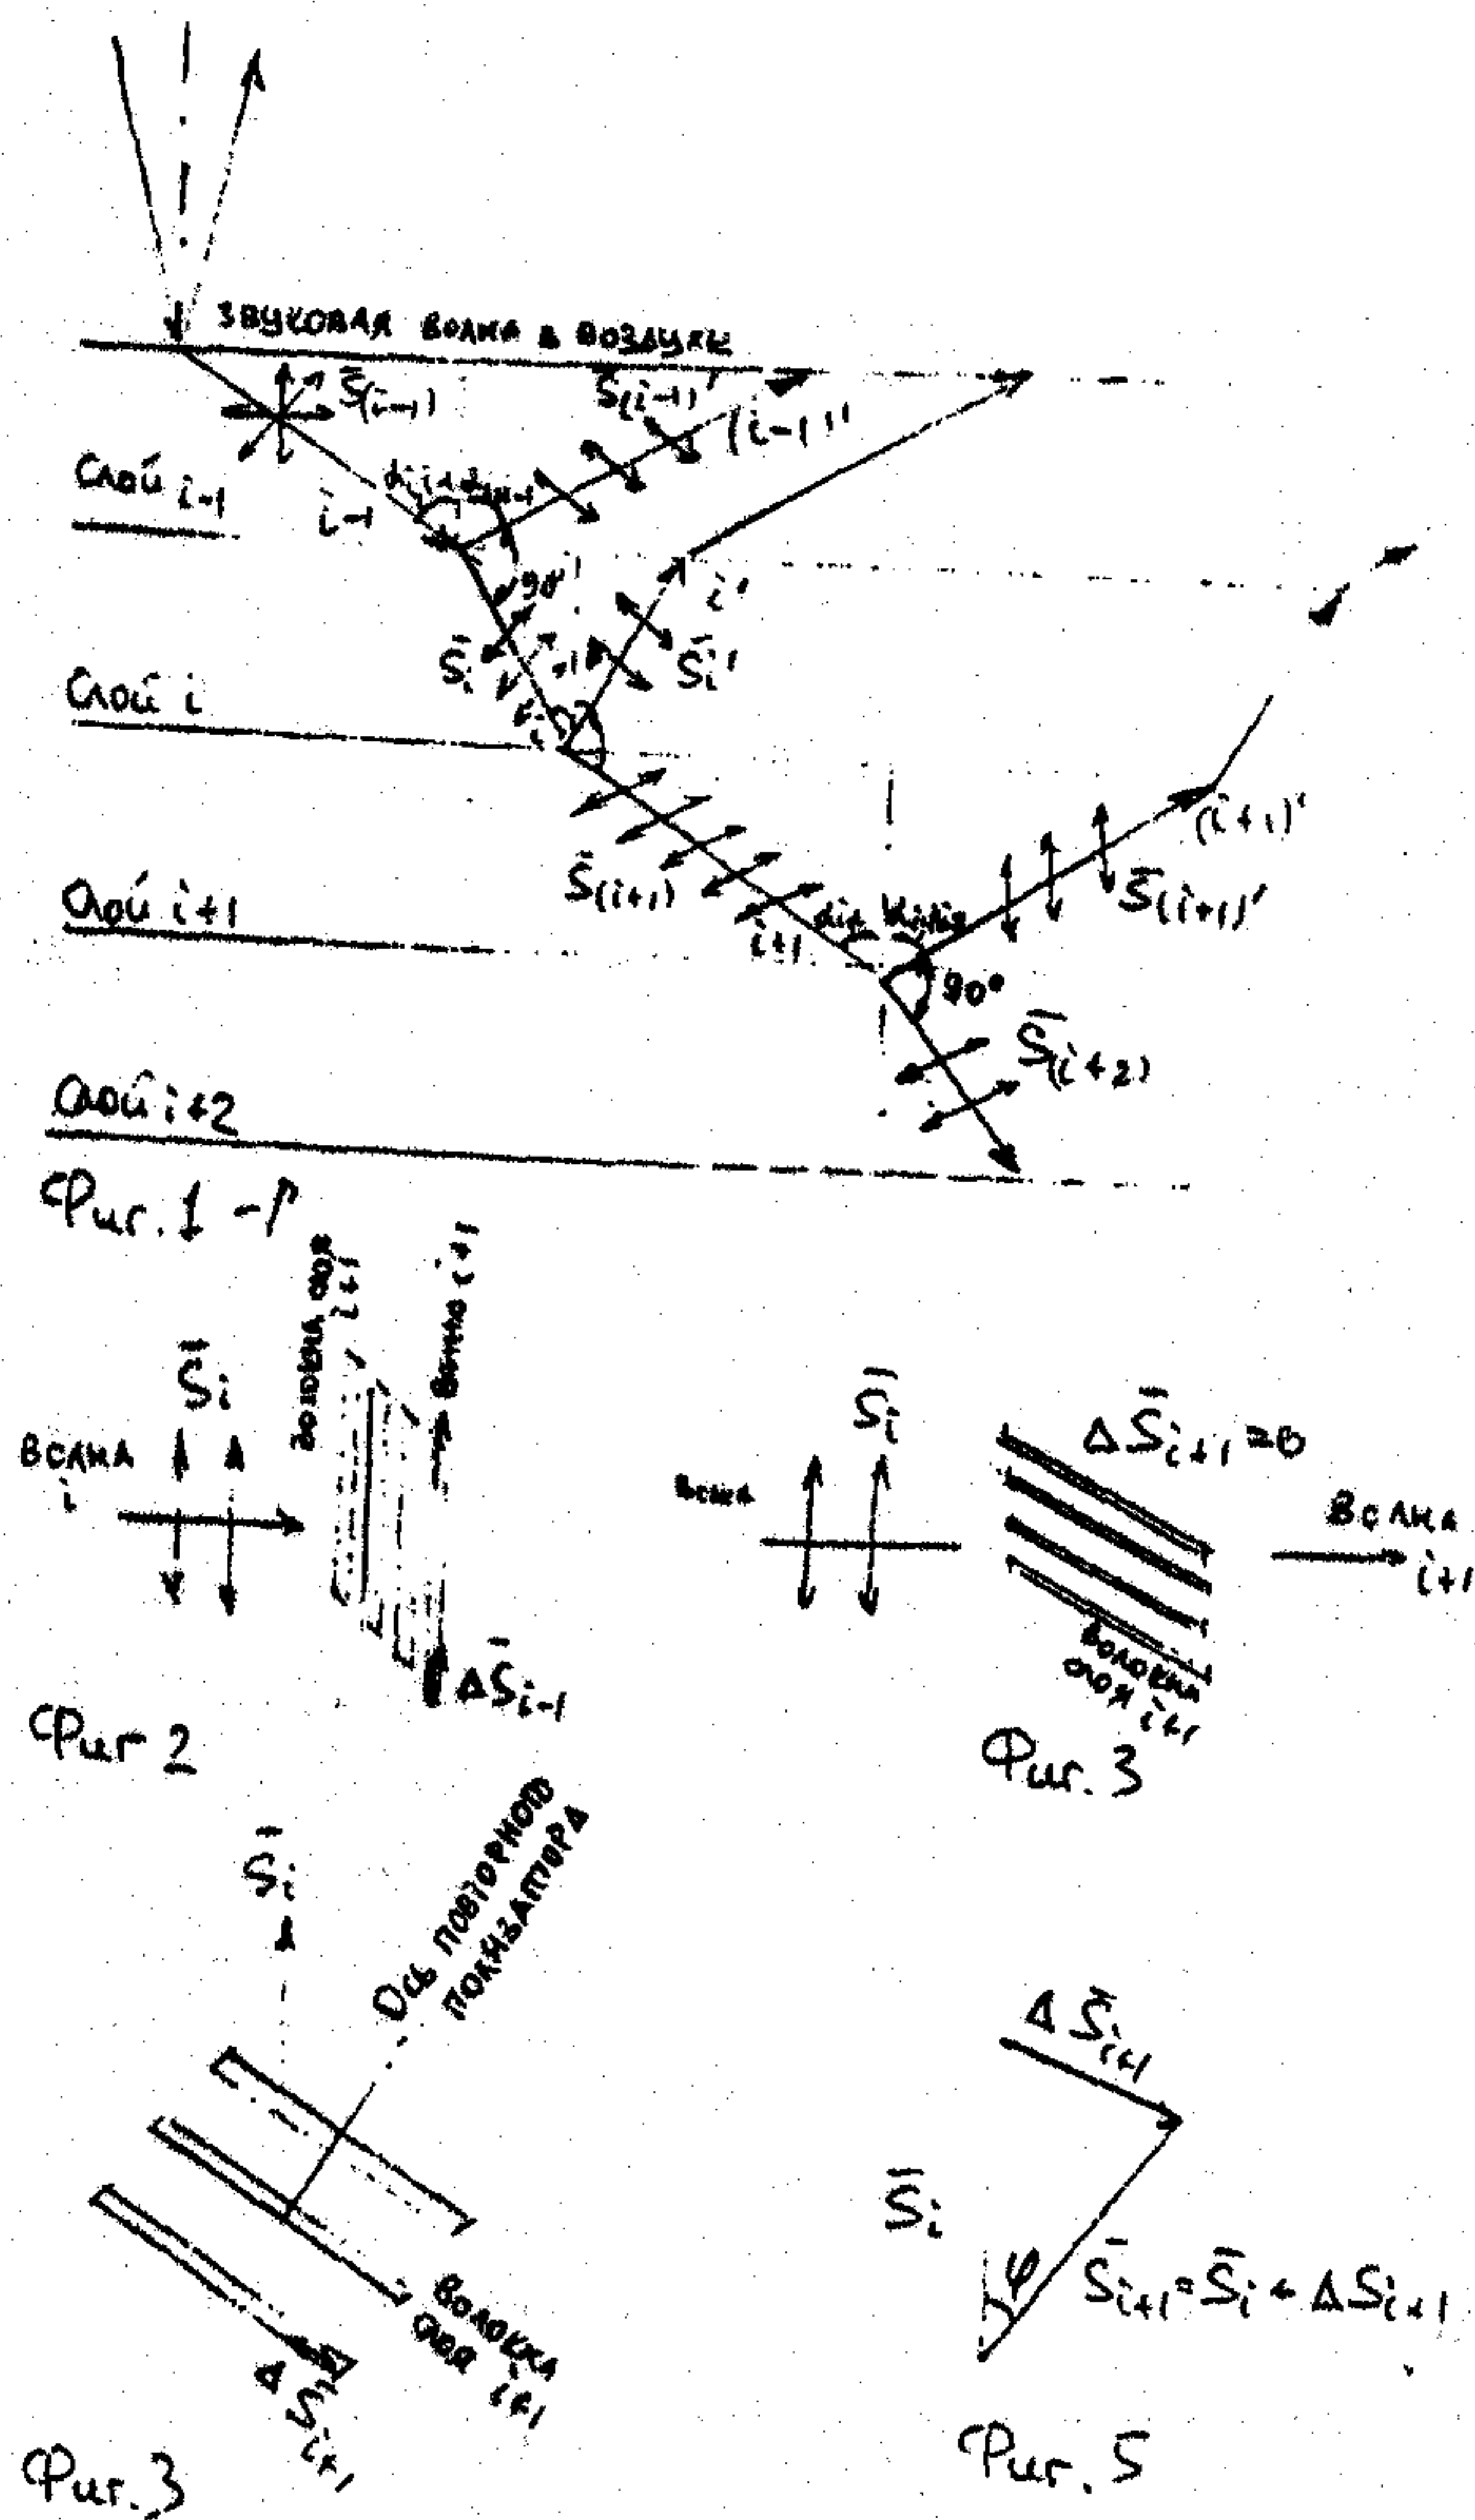 звуковая волна в воздухе
S̄(i-1)
S̄(i-1)'
(i-1)'
Слой i-1
i-1
90°
i'
S̄i
S̄i'
Слой i
i
(i+1)'
S̄(i+1)
S̄(i+1)'
Слой i+1
i+1
90°
S̄(i+2)
Слой i+2
Фиг. 1
S̄i
Волна
i
ΔS̄i-1
Фиг 2
S̄i
Волна
ΔS̄i+1=0
Волна
i+1
Волокна
слоя i+1
Фиг. 3
S̄i
Ось повторного
поляризатора
Волокна
слоя i+1
ΔS̄i+1
Фиг. 3
ΔS̄i+1
S̄i
φ
S̄i+1=S̄i+ΔSi+1
Фиг. 5